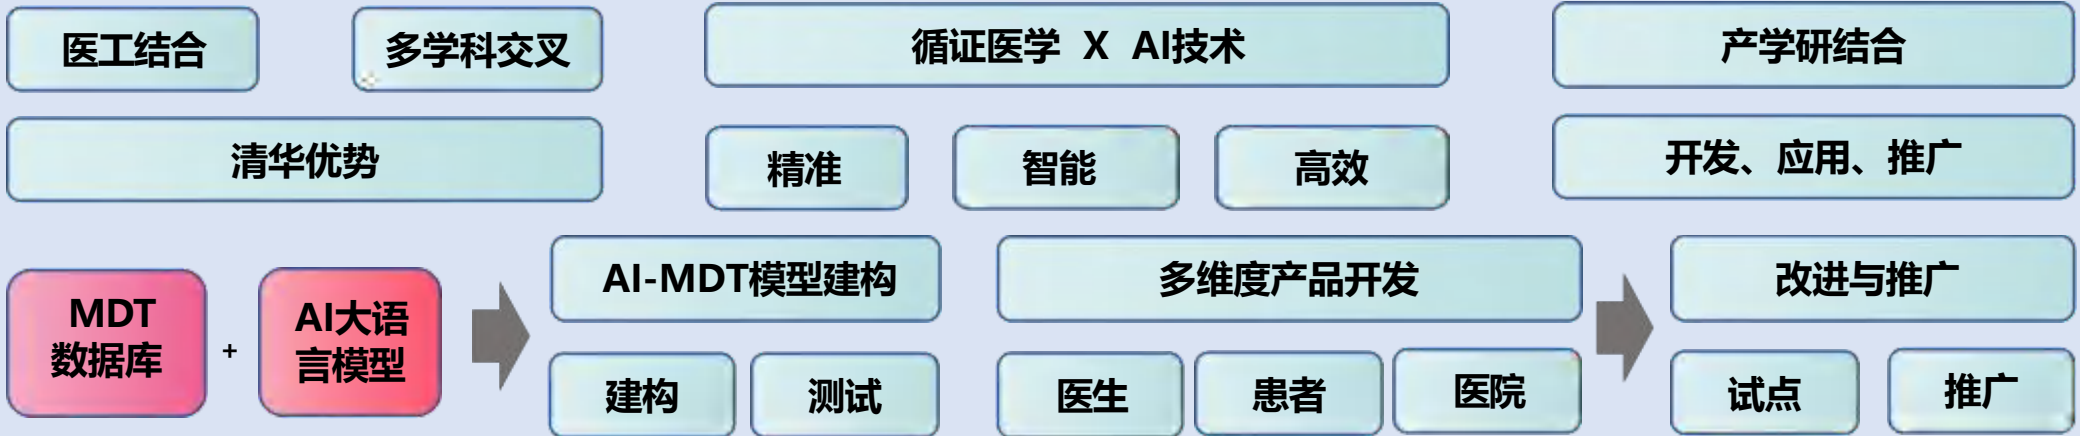 医工结合
多学科交叉
循证医学 X AI技术
产学研结合
清华优势
精准
智能
高效
开发、应用、推广
MDT
数据库
+
AI大语
言模型
AI-MDT模型建构
建构
测试
多维度产品开发
医生
患者
医院
改进与推广
试点
推广